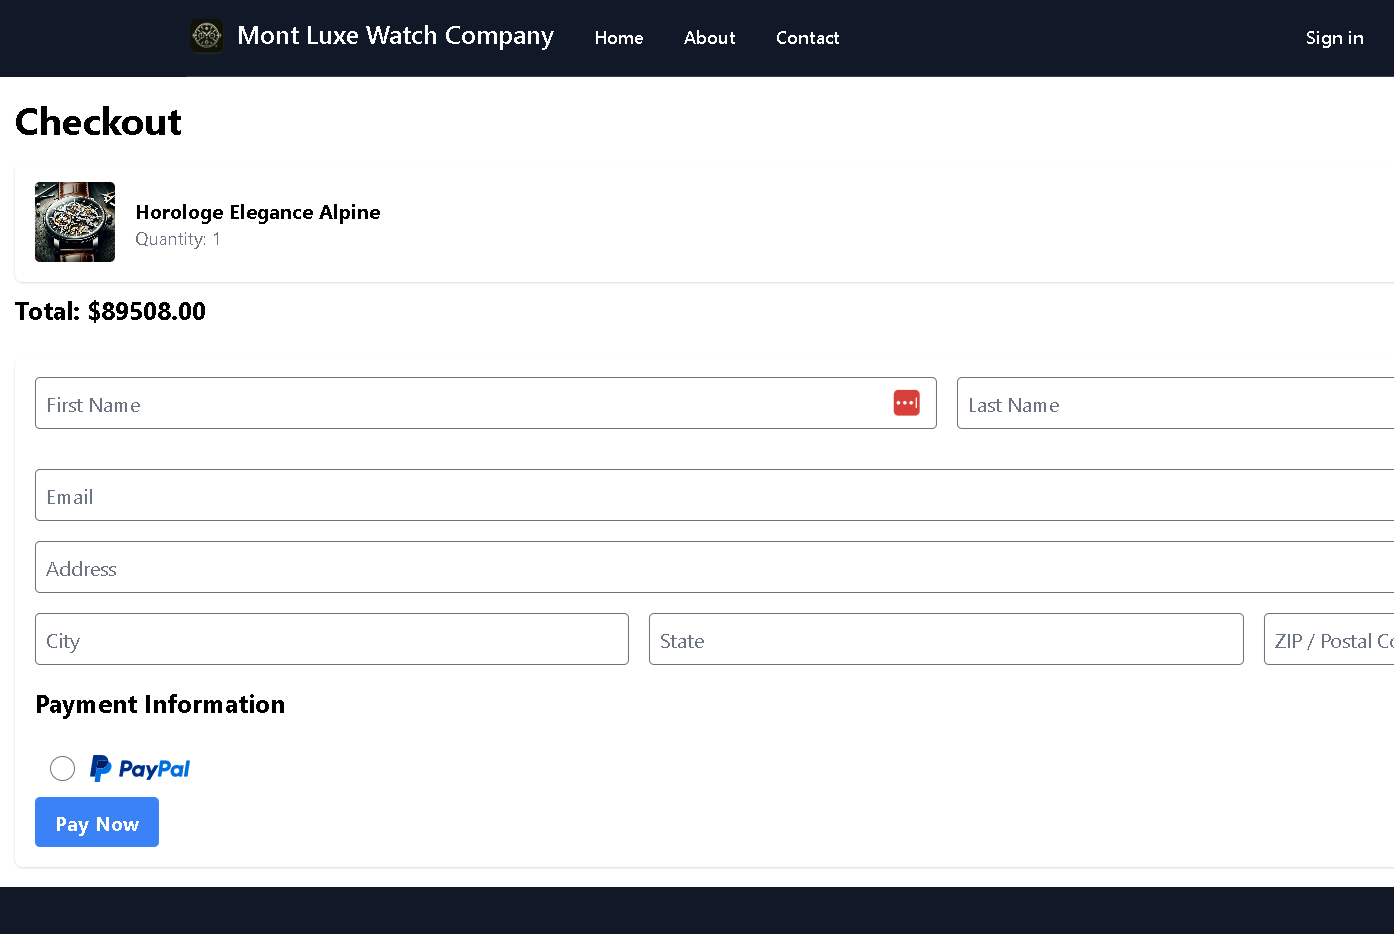 Mont Luxe Watch Company Home About Contact Sign in
Checkout
Horologe Elegance Alpine
Quantity: 1
Total: $89508.00
First Name Last Name
Email
Address
City State ZIP / Postal Co
Payment Information
PayPal
Pay Now